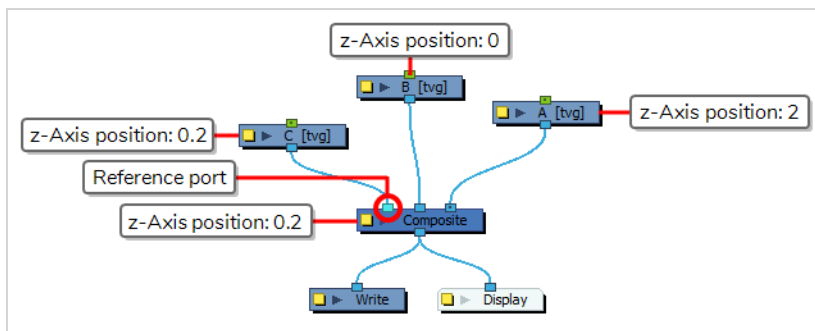 z-Axis position: 0
B [tvg]
A [tvg]
z-Axis position: 2
z-Axis position: 0.2
C [tvg]
Reference port
z-Axis position: 0.2
Composite
Write
Display